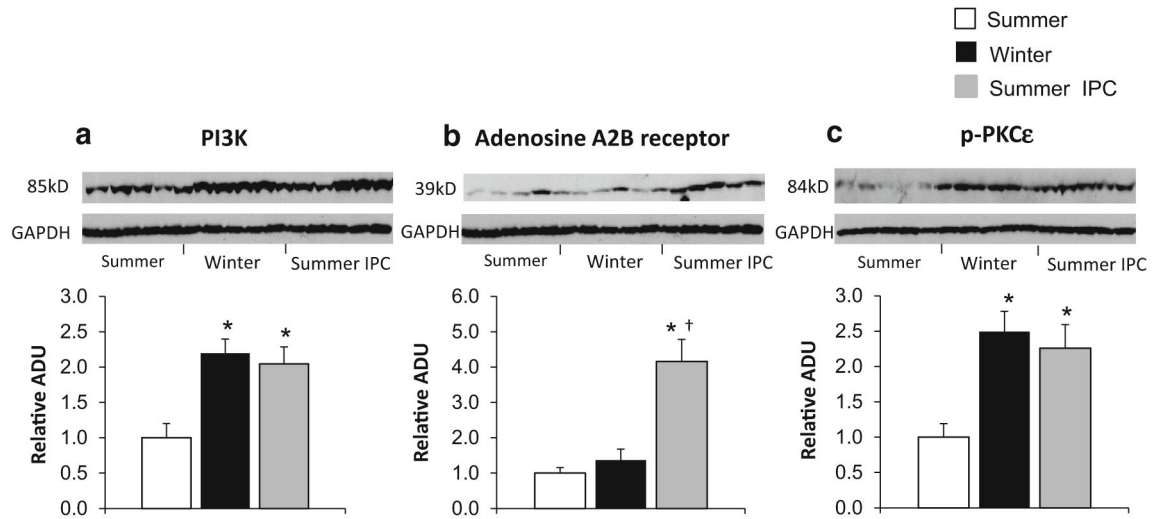 Summer
Winter
Summer IPC
a PI3K
85kD
GAPDH
Summer Winter Summer IPC
3.0
2.5
2.0
1.5
1.0
0.5
0.0
Relative ADU
* *
b Adenosine A2B receptor
39kD
GAPDH
Summer Winter Summer IPC
6.0
5.0
4.0
3.0
2.0
1.0
0.0
Relative ADU
* †
c p-PKCε
84kD
GAPDH
Summer Winter Summer IPC
3.0
2.5
2.0
1.5
1.0
0.5
0.0
Relative ADU
* *